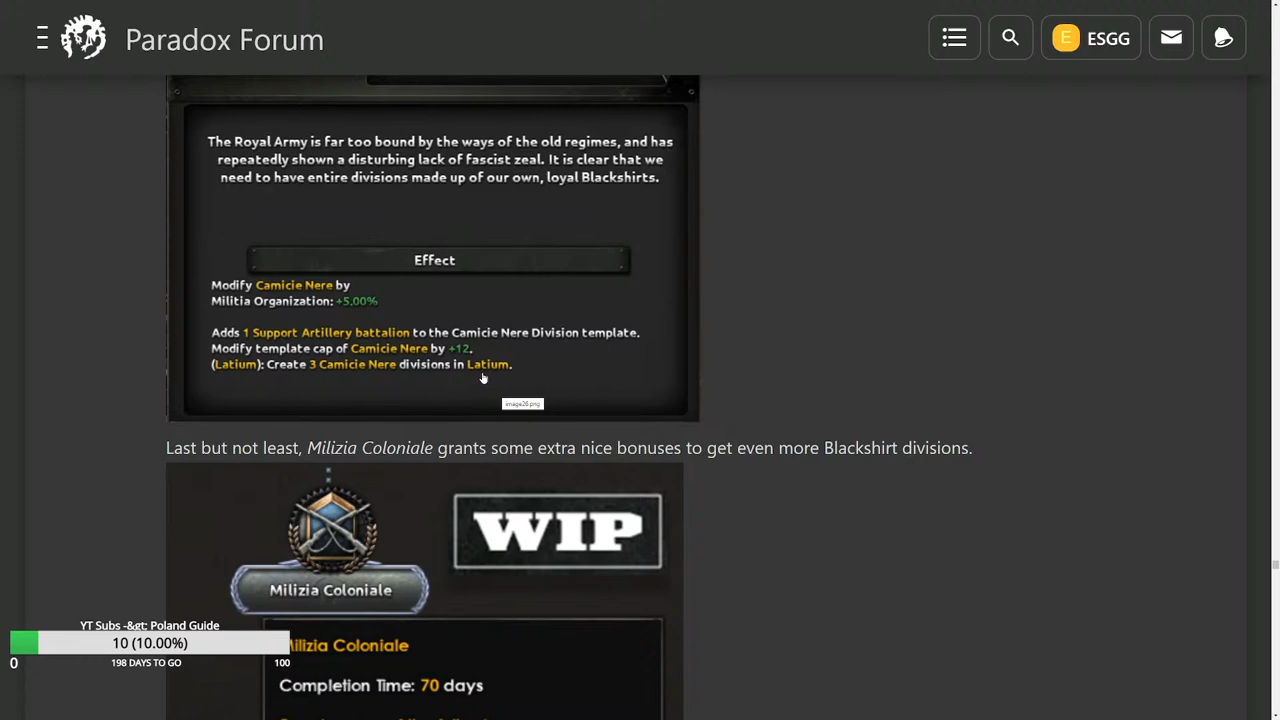 Paradox Forum
E ESGG
The Royal Army is far too bound by the ways of the old regimes, and has
repeatedly shown a disturbing lack of fascist zeal. It is clear that we
need to have entire divisions made up of our own, loyal Blackshirts.
Effect
Modify Camicie Nere by
Militia Organization: +5,00%
Adds 1 Support Artillery battalion to the Camicie Nere Division template.
Modify template cap of Camicie Nere by +12.
(Latium): Create 3 Camicie Nere divisions in Latium.
image26.png
Last but not least, Milizia Coloniale grants some extra nice bonuses to get even more Blackshirt divisions.
WIP
Milizia Coloniale
YT Subs -&gt; Poland Guide
10 (10.00%)
0 198 DAYS TO GO 100
Milizia Coloniale
Completion Time: 70 days